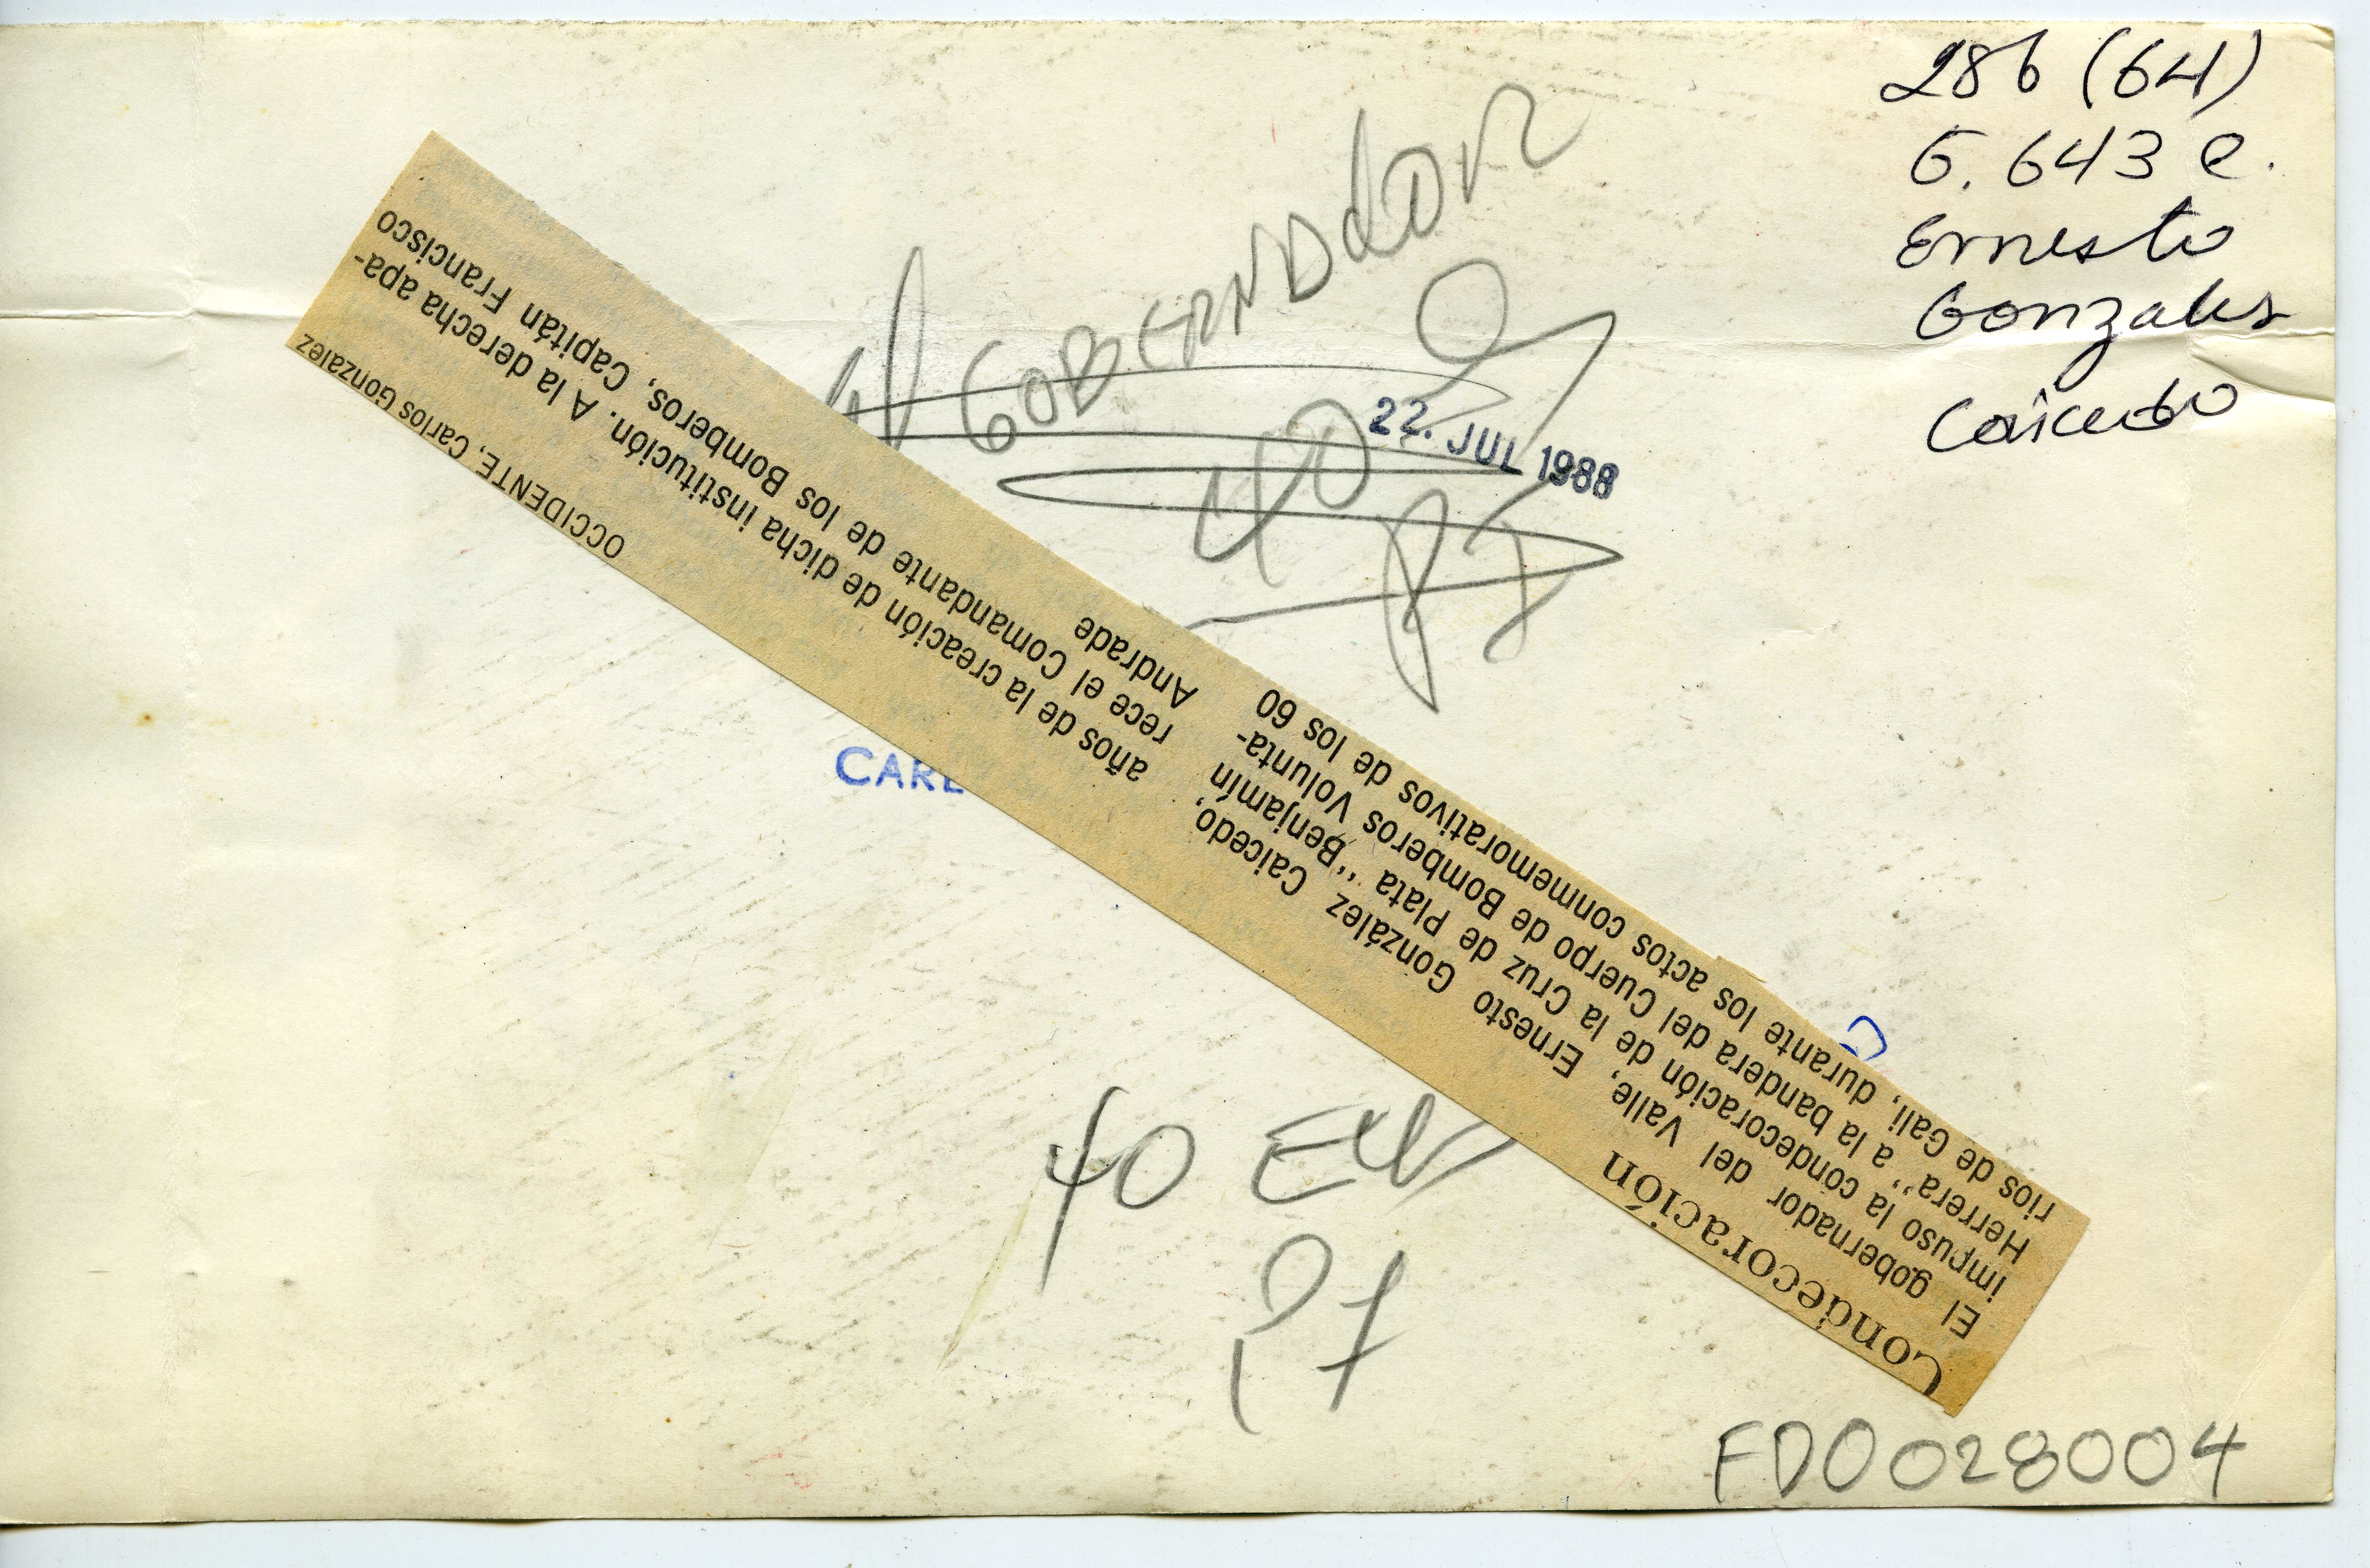 286 (64)
6.643 e.
Ernesto
Gonzales
Caicedo
GOBERNADOR
22. JUL 1988
Condecoración
El gobernador del Valle, Ernesto González Caicedo,
impuso la condecoración de la Cruz de Plata "Benjamín
Herrera" a la bandera del Cuerpo de Bomberos Volunta-
rios de Cali, durante los actos conmemorativos de los 60
años de la creación de dicha institución. A la derecha apa-
rece el Comandante de los Bomberos, Capitán Francisco
Andrade
OCCIDENTE, Carlos González
CARL
40
FD0028004